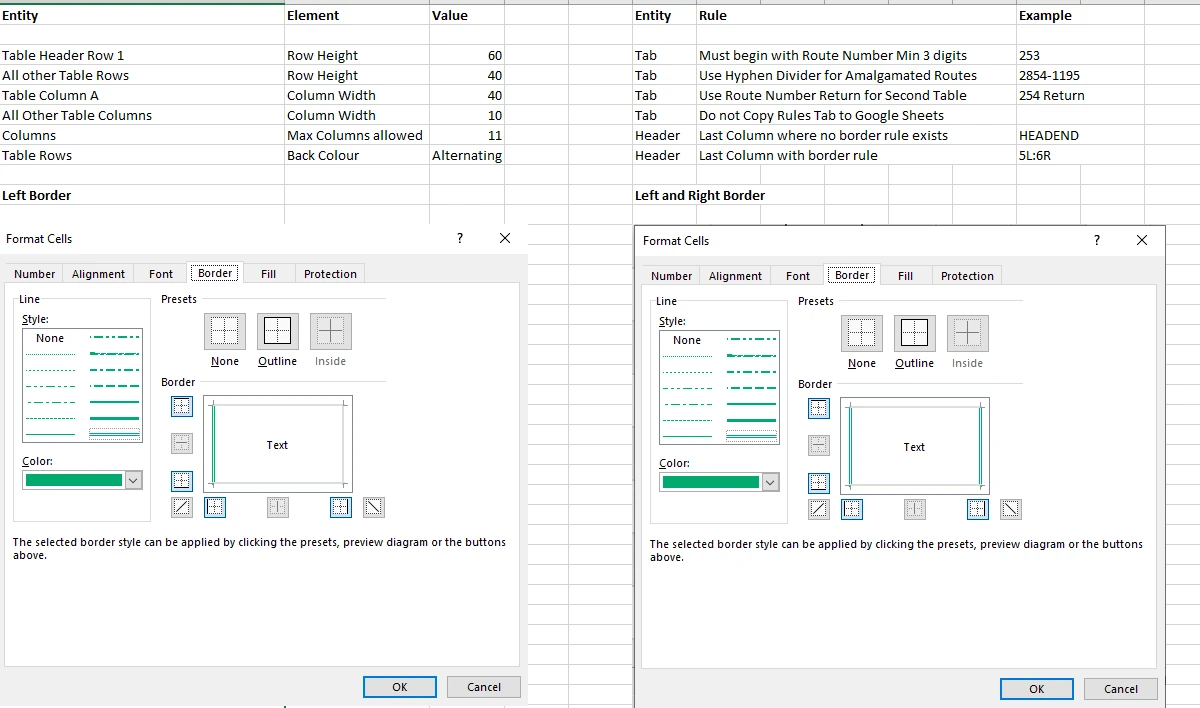 Entity Element Value Entity Rule Example
Table Header Row 1 Row Height 60 Tab Must begin with Route Number Min 3 digits 253
All other Table Rows Row Height 40 Tab Use Hyphen Divider for Amalgamated Routes 2854-1195
Table Column A Column Width 40 Tab Use Route Number Return for Second Table 254 Return
All Other Table Columns Column Width 10 Tab Do not Copy Rules Tab to Google Sheets
Columns Max Columns allowed 11 Header Last Column where no border rule exists HEADEND
Table Rows Back Colour Alternating Header Last Column with border rule 5L:6R
Left Border Left and Right Border
Format Cells ?
Number Alignment Font Border Fill Protection
Line Presets
Style:
None
None Outline Inside
Border
Text
Color:
The selected border style can be applied by clicking the presets, preview diagram or the buttons
above.
OK Cancel
Format Cells ?
Number Alignment Font Border Fill Protection
Line Presets
Style:
None
None Outline Inside
Border
Text
Color:
The selected border style can be applied by clicking the presets, preview diagram or the buttons
above.
OK Cancel